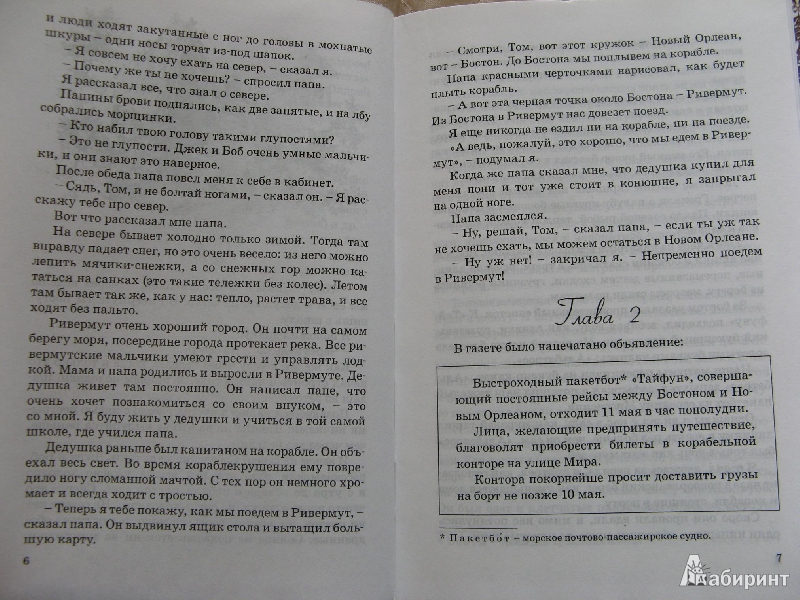 и люди ходят закутанные с ног до головы в мохнатые
шкуры – одни носы торчат из-под шапок.
– Я совсем не хочу ехать на север, – сказал я.
– Почему же ты не хочешь? – спросил папа.
Я рассказал все, что знал о севере.
Папины брови поднялись, как две запятые, и на лбу
собрались морщинки.
– Кто набил твою голову такими глупостями?
– Это не глупости. Джек и Боб очень умные мальчи-
ки, и они знают это наверное.
После обеда папа повел меня к себе в кабинет.
– Сядь, Том, и не болтай ногами, – сказал он. – Я рас-
скажу тебе про север.
Вот что рассказал мне папа.
На севере бывает холодно только зимой. Тогда там
вправду падает снег, но это очень весело: из него можно
лепить мячики-снежки, а со снежных гор можно ка-
таться на санках (это такие тележки без колес). Летом
там бывает так же, как у нас: тепло, растет трава, и все
ходят без пальто.
Ривермут очень хороший город. Он почти на самом
берегу моря, посередине города протекает река. Все ри-
вермутские мальчики умеют грести и управлять лод-
кой. Мама и папа родились и выросли в Ривермуте. Де-
душка живет там постоянно. Он написал папе, что
очень хочет познакомиться со своим внуком, – это
со мной. Я буду жить у дедушки и учиться в той самой
школе, где учился папа.
Дедушка раньше был капитаном на корабле. Он объ-
ехал весь свет. Во время кораблекрушения ему повре-
дило ногу сломанной мачтой. С тех пор он немного хро-
мает и всегда ходит с тростью.
– Теперь я тебе покажу, как мы поедем в Ривермут, –
сказал папа. Он выдвинул ящик стола и вытащил боль-
шую карту.
6
– Смотри, Том, вот этот кружок – Новый Орлеан,
вот – Бостон. До Бостона мы поплывем на корабле.
Папа красными черточками нарисовал, как будет
плыть корабль.
– А вот эта черная точка около Бостона – Ривермут.
Из Бостона в Ривермут нас довезет поезд.
Я еще никогда не ездил ни на корабле, ни на поезде.
«А ведь, пожалуй, это хорошо, что мы едем в Ривер-
мут», – подумал я.
Когда же папа сказал мне, что дедушка купил для
меня пони и тот уже стоит в конюшне, я запрыгал
на одной ноге.
Папа засмеялся.
– Ну, решай, Том, – сказал папа, – если ты уж так
не хочешь ехать, мы можем остаться в Новом Орлеане.
– Ну уж нет! – закричал я. – Непременно поедем
в Ривермут!
Глава 2
В газете было напечатано объявление:
Быстроходный пакетбот* «Тайфун», соверша-
ющий постоянные рейсы между Бостоном и Но-
вым Орлеаном, отходит 11 мая в час пополудни.
Лица, желающие предпринять путешествие,
благоволят приобрести билеты в корабельной
конторе на улице Мира.
Контора покорнейше просит доставить грузы
на борт не позже 10 мая.
* Пакетбот – морское почтово-пассажирское судно.
7
Лабиринт.ру